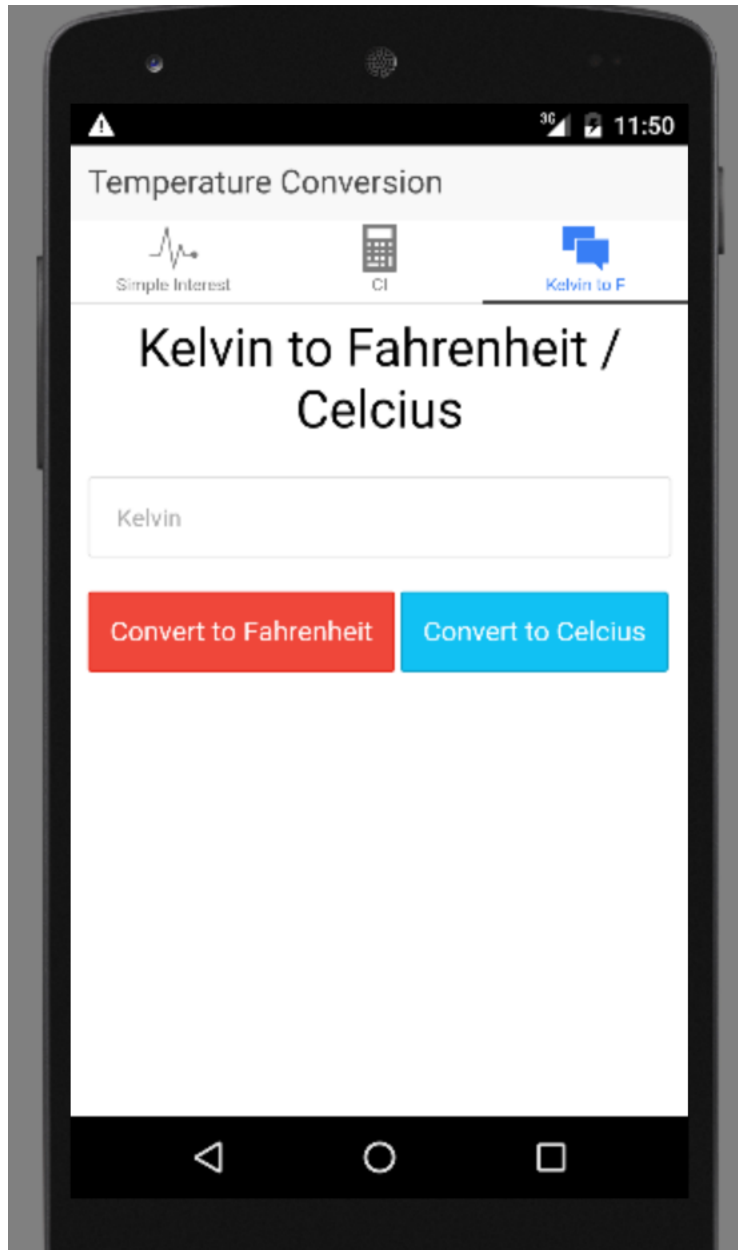 3G 11:50
Temperature Conversion
Simple Interest CI Kelvin to F
Kelvin to Fahrenheit /
Celcius
Kelvin
Convert to Fahrenheit Convert to Celcius